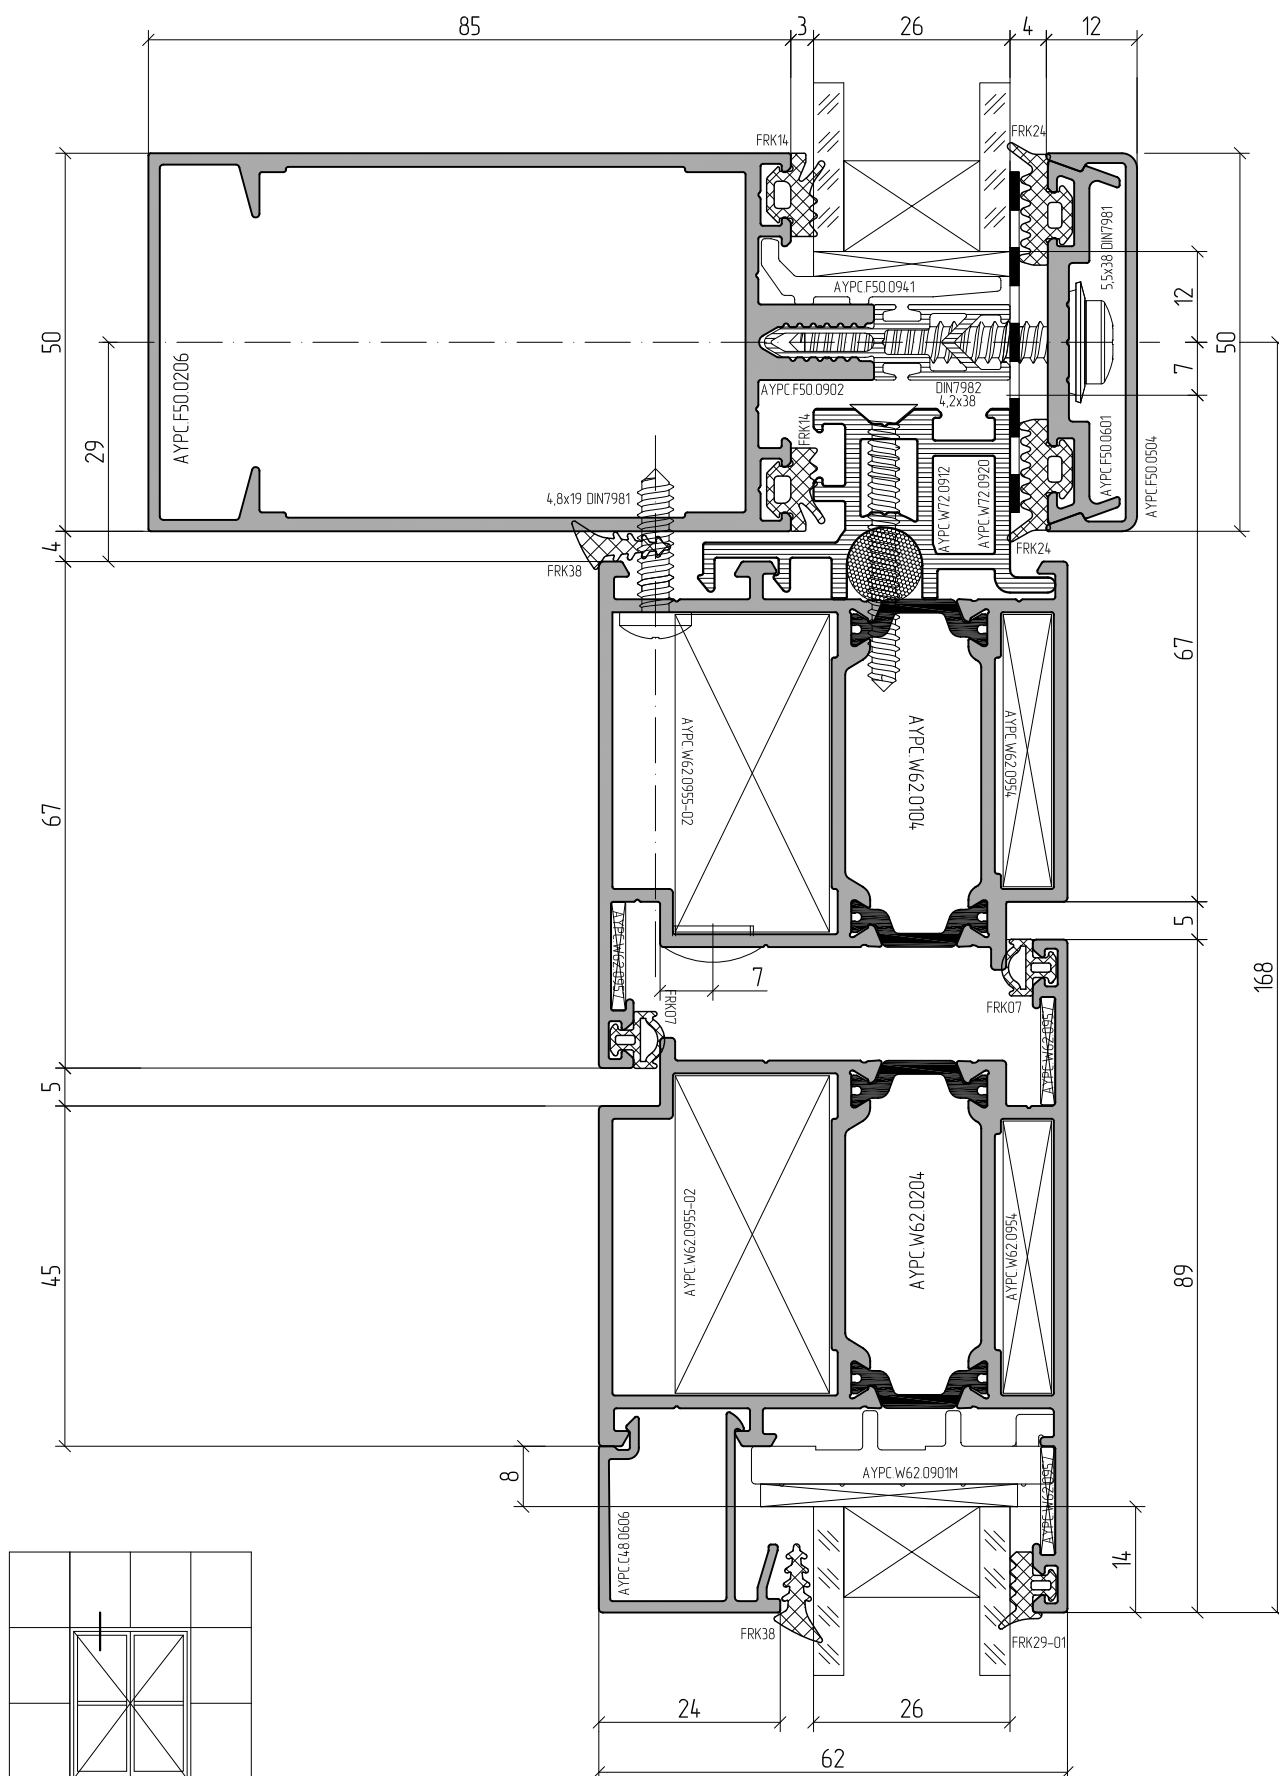 85
3
26
4
12
FRK14
FRK24
50
AYPC.F50.0206
29
4
AYPC.F50.0941
5,5x38 DIN7981
12
50
7
AYPC.F50.0902
DIN7982
4,2x38
FRK14
AYPC.F50.0601
AYPC.F50.0504
4,8x19 DIN7981
AYPC.W72.0912
AYPC.W72.0920
FRK38
FRK24
67
67
AYPC.W62.0955-02
AYPC.W62.0104
AYPC.W62.0954
5
168
AYPC.W62.0957
7
FRK07
FRK07
AYPC.W62.0957
5
45
AYPC.W62.0955-02
AYPC.W62.0204
AYPC.W62.0954
89
8
AYPC.W62.0901M
AYPC.W62.0957
AYPC.C48.0606
14
FRK38
FRK29-01
24
26
62